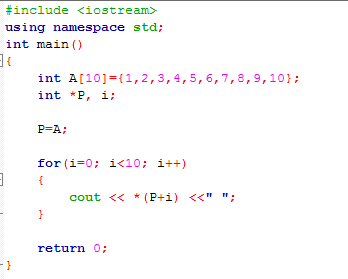 #include <iostream>
using namespace std;
int main()
{
int A[10]={1,2,3,4,5,6,7,8,9,10};
int *P, i;
P=A;
for(i=0; i<10; i++)
{
cout << *(P+i) <<" ";
}
return 0;
}